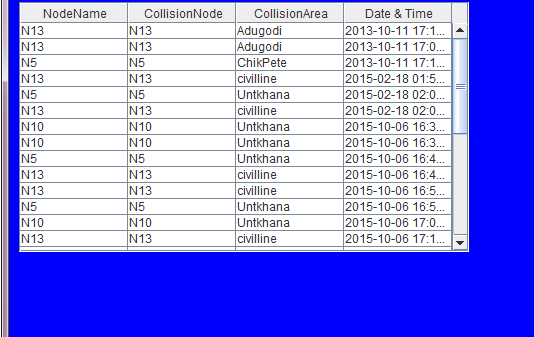 NodeName CollisionNode CollisionArea Date & Time
N13 N13 Adugodi 2013-10-11 17:1...
N13 N13 Adugodi 2013-10-11 17:0...
N5 N5 ChikPete 2013-10-11 17:1...
N13 N13 civilline 2015-02-18 01:5...
N5 N5 Untkhana 2015-02-18 02:0...
N13 N13 civilline 2015-02-18 02:0...
N10 N10 Untkhana 2015-10-06 16:3...
N10 N10 Untkhana 2015-10-06 16:3...
N5 N5 Untkhana 2015-10-06 16:4...
N13 N13 civilline 2015-10-06 16:4...
N13 N13 civilline 2015-10-06 16:5...
N5 N5 Untkhana 2015-10-06 16:5...
N10 N10 Untkhana 2015-10-06 17:0...
N13 N13 civilline 2015-10-06 17:1...